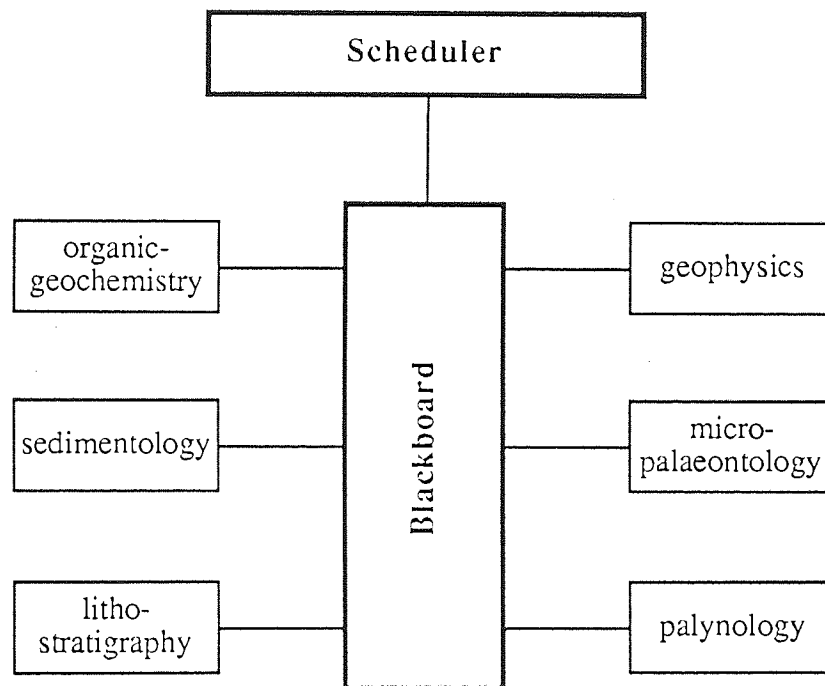 Scheduler
organic-
geochemistry
geophysics
Blackboard
sedimentology
micro-
palaeontology
litho-
stratigraphy
palynology